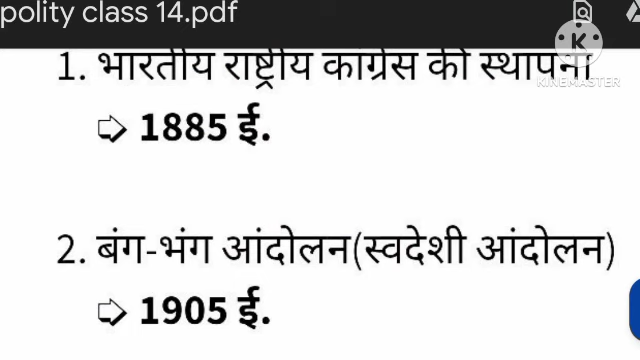 polity class 14.pdf
K
KINEMASTER
1. भारतीय राष्ट्रीय कांग्रेस की स्थापना
➩ 1885 ई.
2. बंग-भंग आंदोलन(स्वदेशी आंदोलन)
➩ 1905 ई.